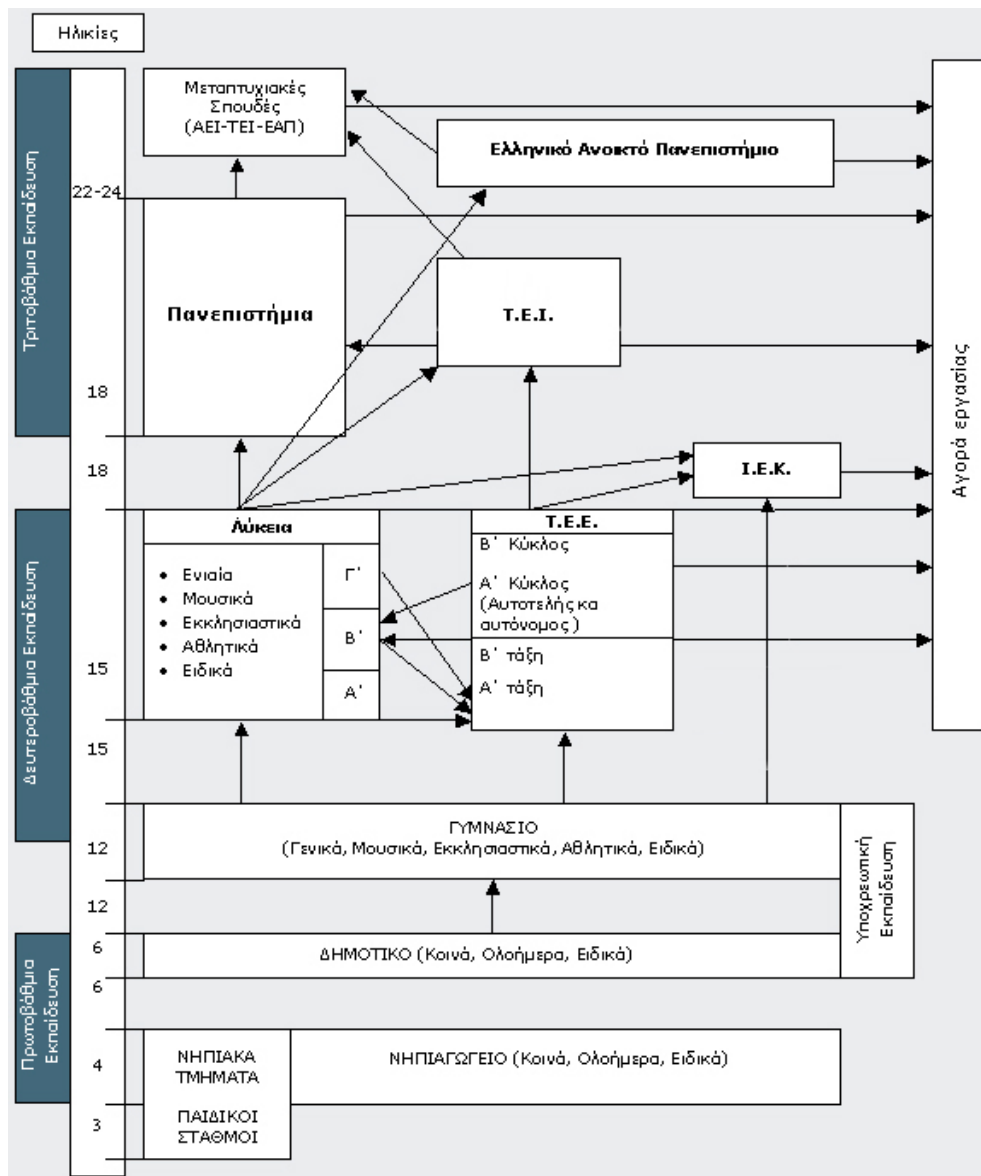 Ηλικίες
Τριτοβάθμια Εκπαίδευση
Μεταπτυχιακές
Σπουδές
(ΑΕΙ-ΤΕΙ-ΕΑΠ)
Ελληνικό Ανοικτό Πανεπιστήμιο
22-24
Πανεπιστήμια
Τ.Ε.Ι.
18
18
Ι.Ε.Κ.
Αγορά εργασίας
Δευτεροβάθμια Εκπαίδευση
Λύκεια
• Ενιαία
• Μουσικά
• Εκκλησιαστικά
• Αθλητικά
• Ειδικά
Γ΄
Β΄
Α΄
Τ.Ε.Ε.
Β΄ Κύκλος
Α΄ Κύκλος
(Αυτοτελής κα
αυτόνομος)
Β΄ τάξη
Α΄ τάξη
15
15
ΓΥΜΝΑΣΙΟ
(Γενικά, Μουσικά, Εκκλησιαστικά, Αθλητικά, Ειδικά)
12
12
Υποχρεωτική
Εκπαίδευση
Πρωτοβάθμια
Εκπαίδευση
6
ΔΗΜΟΤΙΚΟ (Κοινά, Ολοήμερα, Ειδικά)
6
4
ΝΗΠΙΑΚΑ
ΤΜΗΜΑΤΑ
ΝΗΠΙΑΓΩΓΕΙΟ (Κοινά, Ολοήμερα, Ειδικά)
3
ΠΑΙΔΙΚΟΙ
ΣΤΑΘΜΟΙ